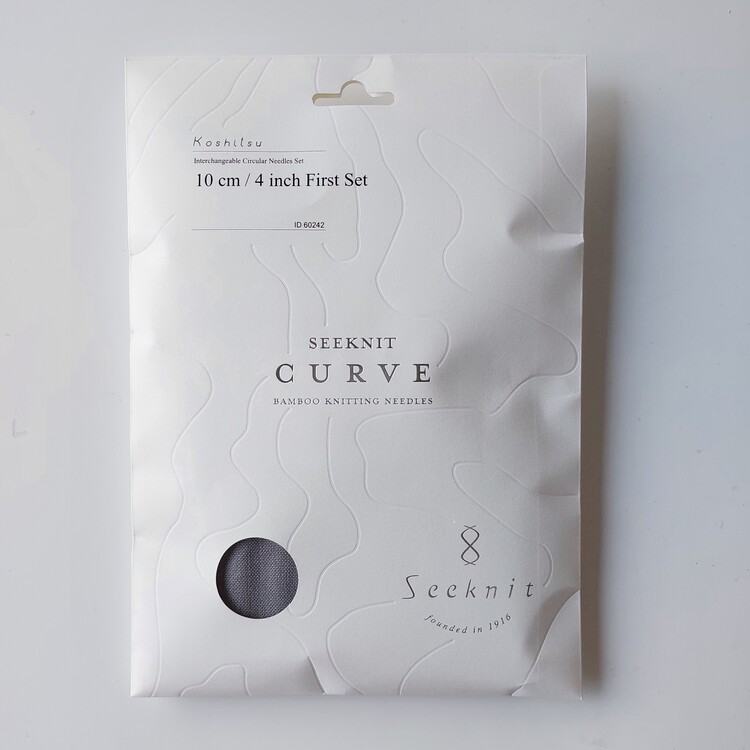 Koshitsu
Interchangeable Circular Needles Set
10 cm / 4 inch First Set
ID 60242
SEEKNIT
CURVE
BAMBOO KNITTING NEEDLES
Seeknit
founded in 1916